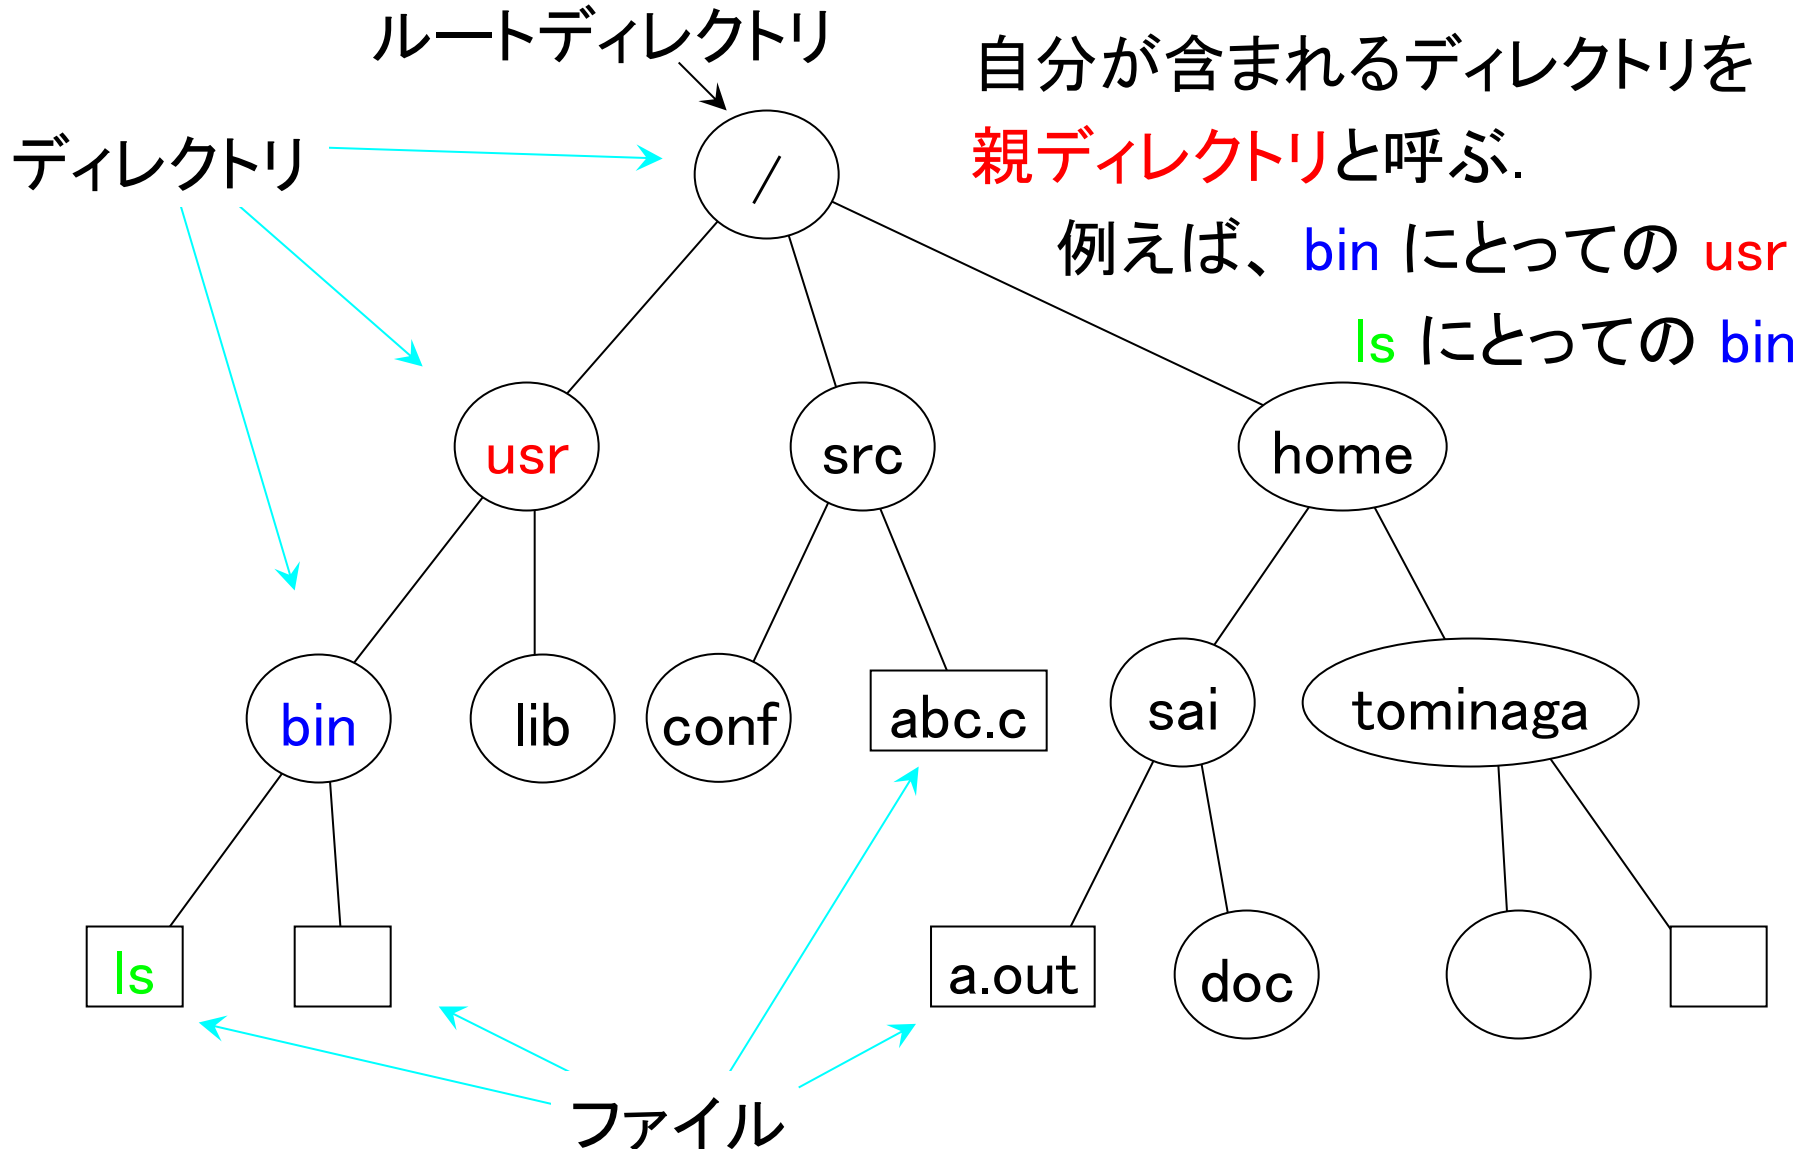 ルートディレクトリ
自分が含まれるディレクトリを
親ディレクトリと呼ぶ.
例えば、bin にとっての usr
ls にとっての bin
ディレクトリ
/
usr
src
home
bin
lib
conf
abc.c
sai
tominaga
ls
a.out
doc
ファイル